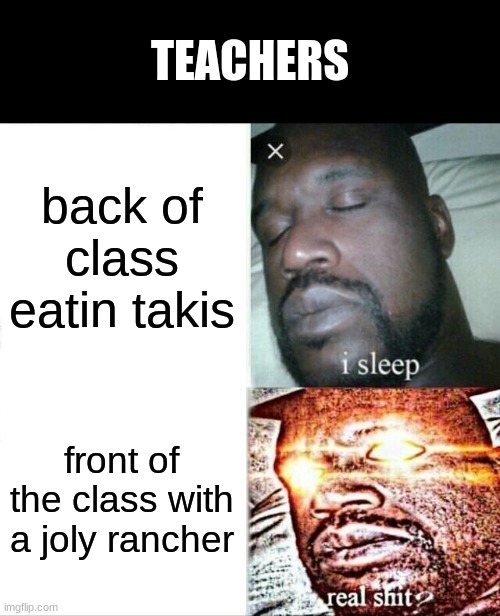 TEACHERS
back of
class
eatin takis
i sleep
front of
the class with
a joly rancher
real shit?
imgflip.com